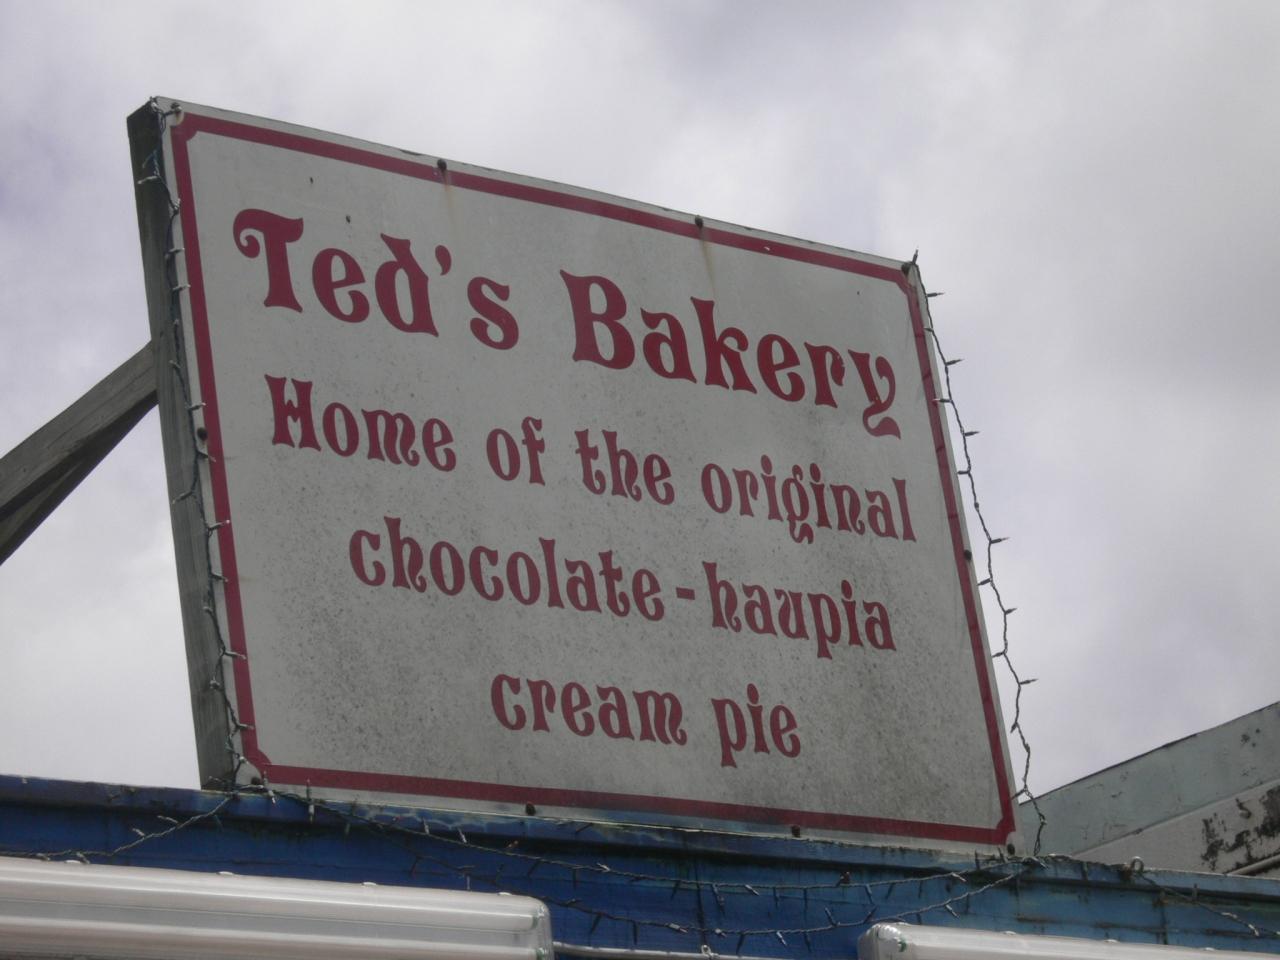 Ted's Bakery
Home of the original
chocolate-haupia
cream pie